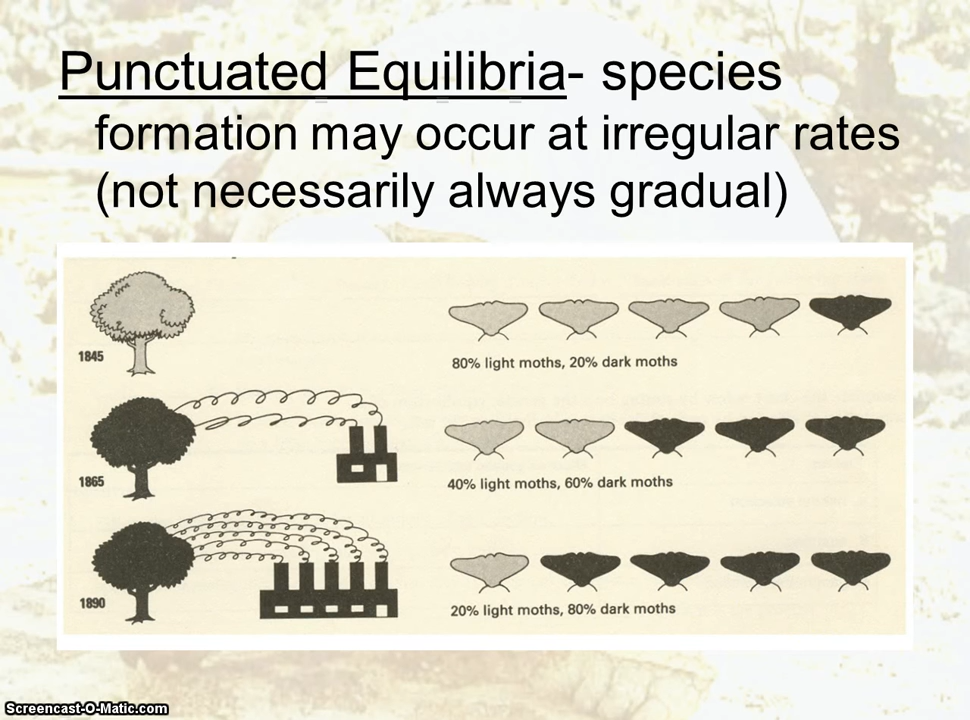 Punctuated Equilibria- species
formation may occur at irregular rates
(not necessarily always gradual)
1845
80% light moths, 20% dark moths
1865
40% light moths, 60% dark moths
1890
20% light moths, 80% dark moths
Screencast-O-Matic.com